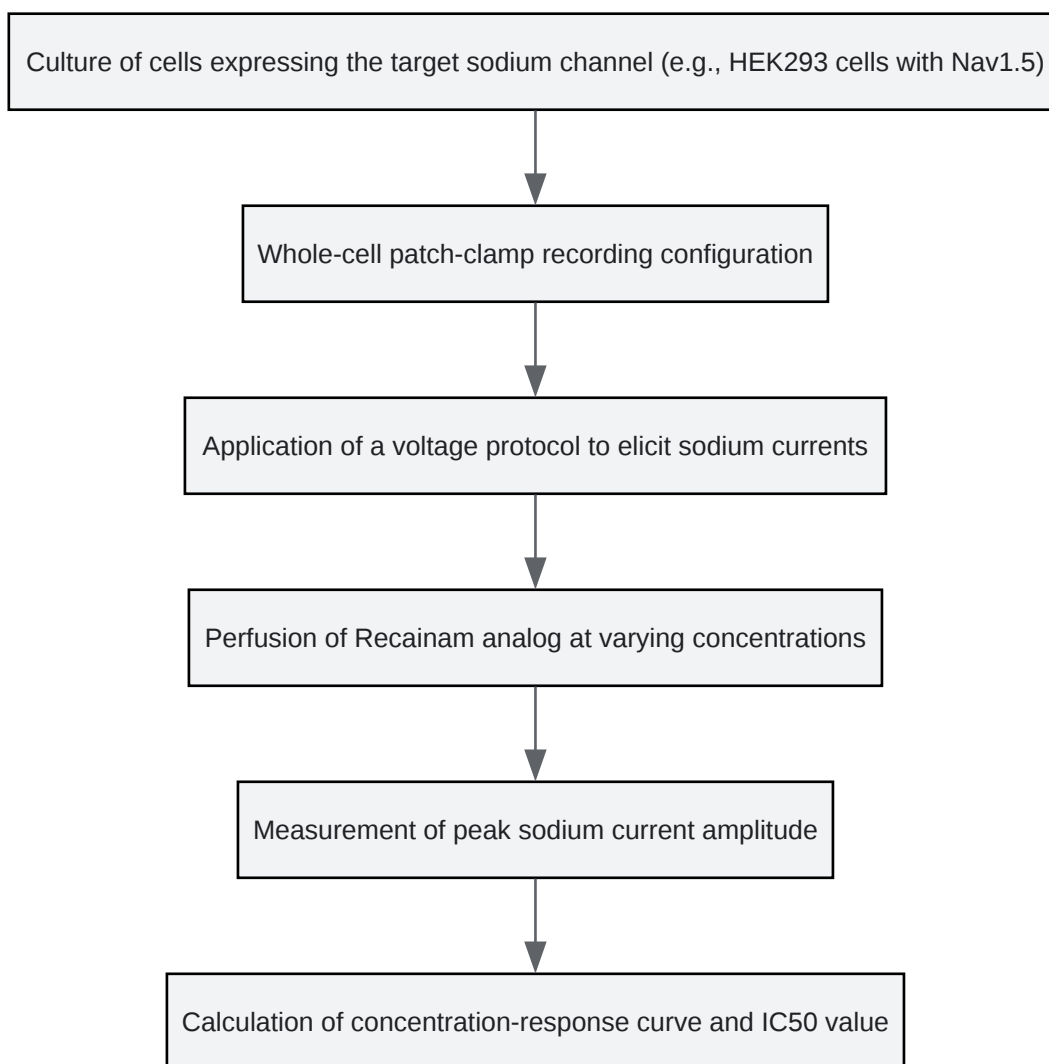 Culture of cells expressing the target sodium channel (e.g., HEK293 cells with Nav1.5)
Whole-cell patch-clamp recording configuration
Application of a voltage protocol to elicit sodium currents
Perfusion of Recainam analog at varying concentrations
Measurement of peak sodium current amplitude
Calculation of concentration-response curve and IC50 value